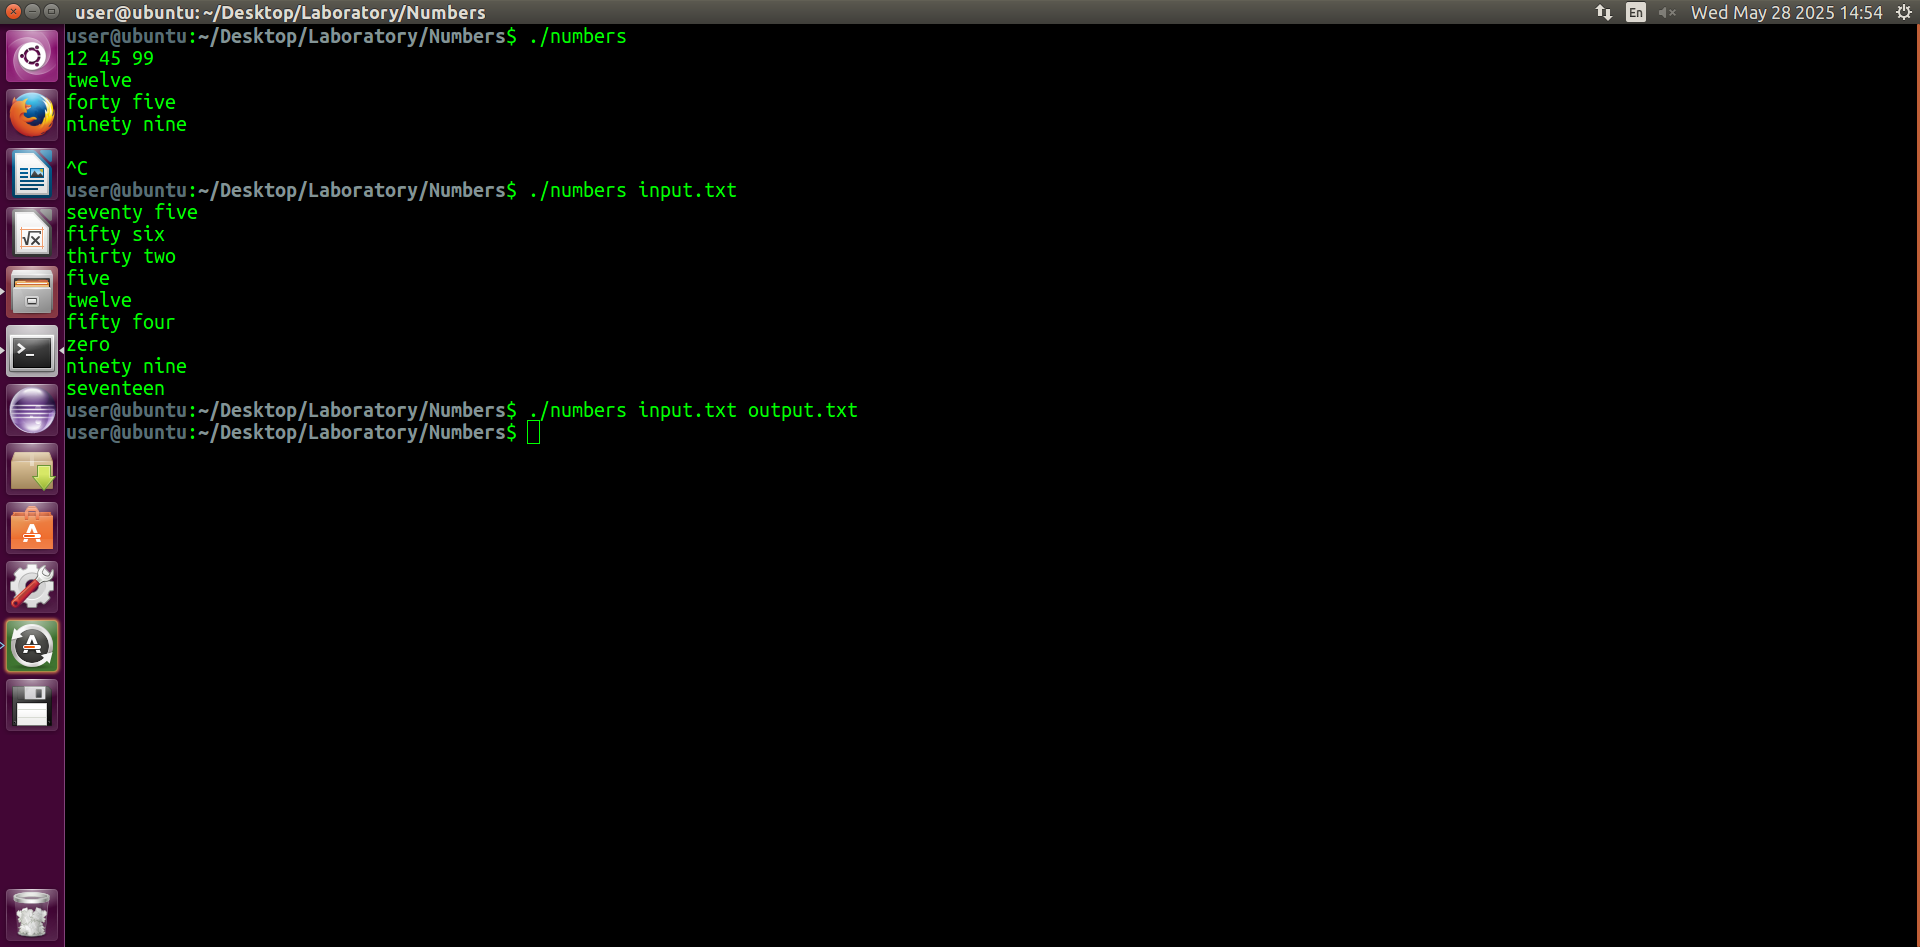 user@ubuntu: ~/Desktop/Laboratory/Numbers
En
Wed May 28 2025 14:54
user@ubuntu:~/Desktop/Laboratory/Numbers$ ./numbers
12 45 99
twelve
forty five
ninety nine
^C
user@ubuntu:~/Desktop/Laboratory/Numbers$ ./numbers input.txt
seventy five
fifty six
thirty two
five
twelve
fifty four
zero
ninety nine
seventeen
user@ubuntu:~/Desktop/Laboratory/Numbers$ ./numbers input.txt output.txt
user@ubuntu:~/Desktop/Laboratory/Numbers$